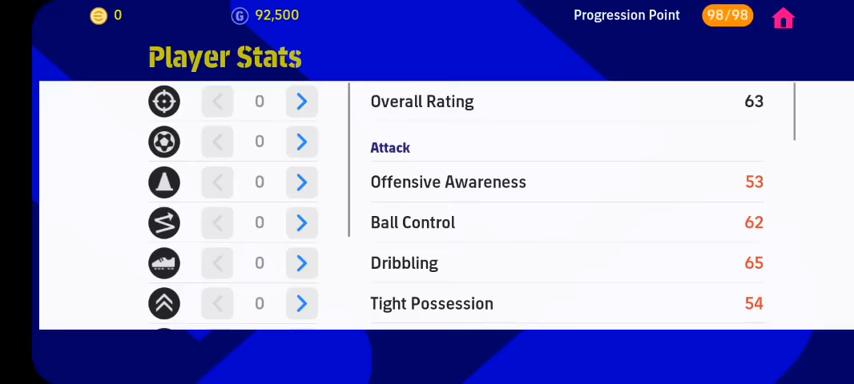 0 G 92,500 Progression Point 98/98
Player Stats
0 Overall Rating 63
0 Attack
0 Offensive Awareness 53
0 Ball Control 62
0 Dribbling 65
0 Tight Possession 54